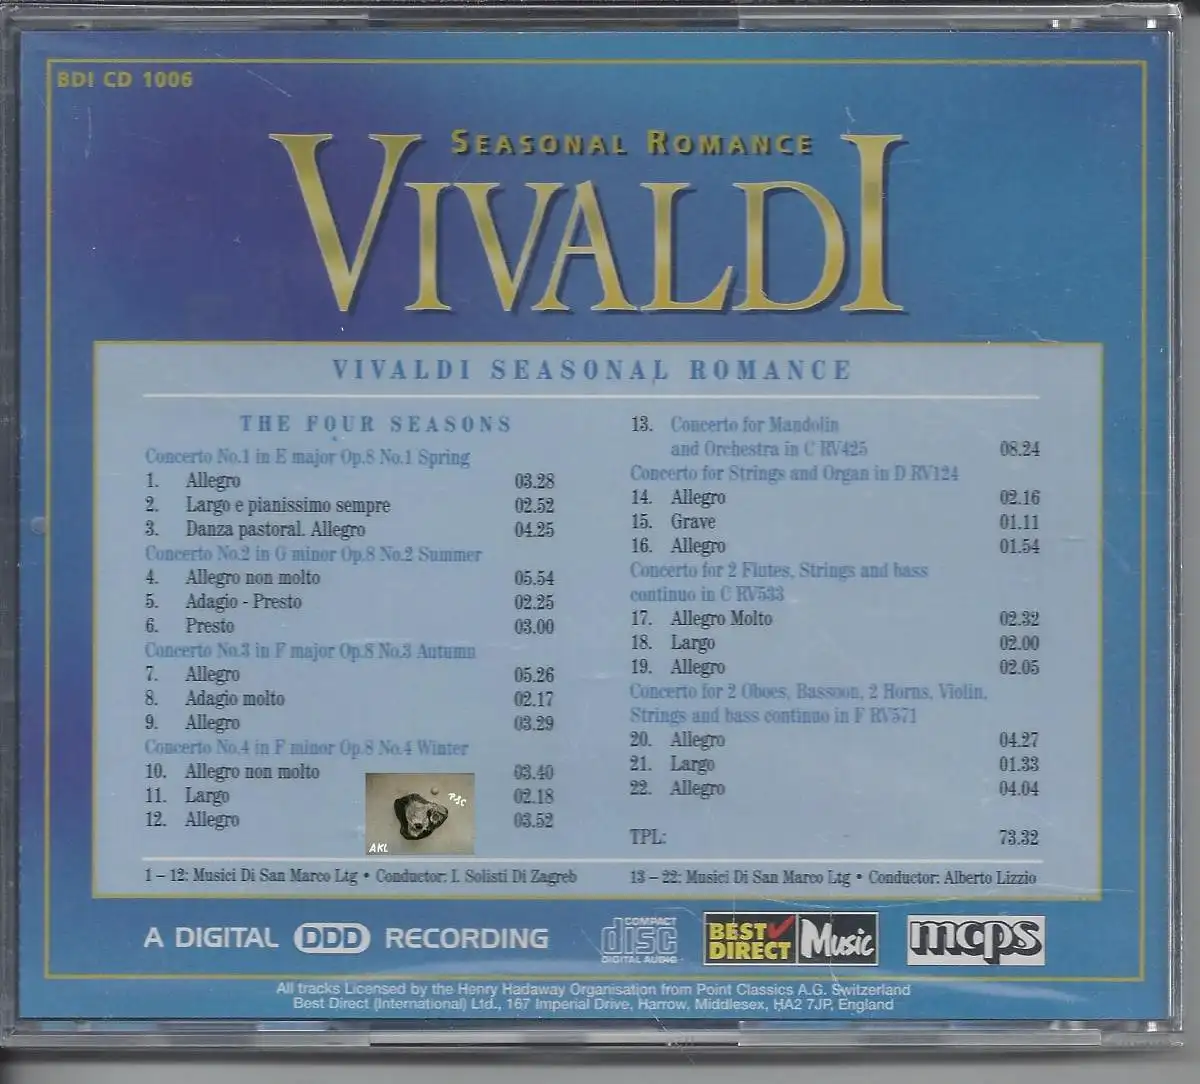 BDI CD 1006
SEASONAL ROMANCE
VIVALDI
VIVALDI SEASONAL ROMANCE
THE FOUR SEASONS
Concerto No.1 in E major Op.8 No.1 Spring
1. Allegro 03.28
2. Largo e pianissimo sempre 02.52
3. Danza pastoral. Allegro 04.25
Concerto No.2 in G minor Op.8 No.2 Summer
4. Allegro non molto 05.54
5. Adagio - Presto 02.25
6. Presto 03.00
Concerto No.3 in F major Op.8 No.3 Autumn
7. Allegro 05.26
8. Adagio molto 02.17
9. Allegro 03.29
Concerto No.4 in F minor Op.8 No.4 Winter
10. Allegro non molto 03.40
11. Largo 02.18
12. Allegro 03.52
PJC
AKL
1 – 12: Musici Di San Marco Ltg • Conductor: I. Solisti Di Zagreb
13. Concerto for Mandolin
and Orchestra in C RV425 08.24
Concerto for Strings and Organ in D RV124
14. Allegro 02.16
15. Grave 01.11
16. Allegro 01.54
Concerto for 2 Flutes, Strings and bass
continuo in C RV533
17. Allegro Molto 02.32
18. Largo 02.00
19. Allegro 02.05
Concerto for 2 Oboes, Bassoon, 2 Horns, Violin,
Strings and bass continuo in F RV571
20. Allegro 04.27
21. Largo 01.33
22. Allegro 04.04
TPL: 73.32
13 – 22: Musici Di San Marco Ltg • Conductor: Alberto Lizzio
A DIGITAL DDD RECORDING
COMPACT
disc
DIGITAL AUDIO
BEST
DIRECT
Music
mcps
All tracks Licensed by the Henry Hadaway Organisation from Point Classics A.G. Switzerland
Best Direct (International) Ltd., 167 Imperial Drive, Harrow, Middlesex, HA2 7JP, England